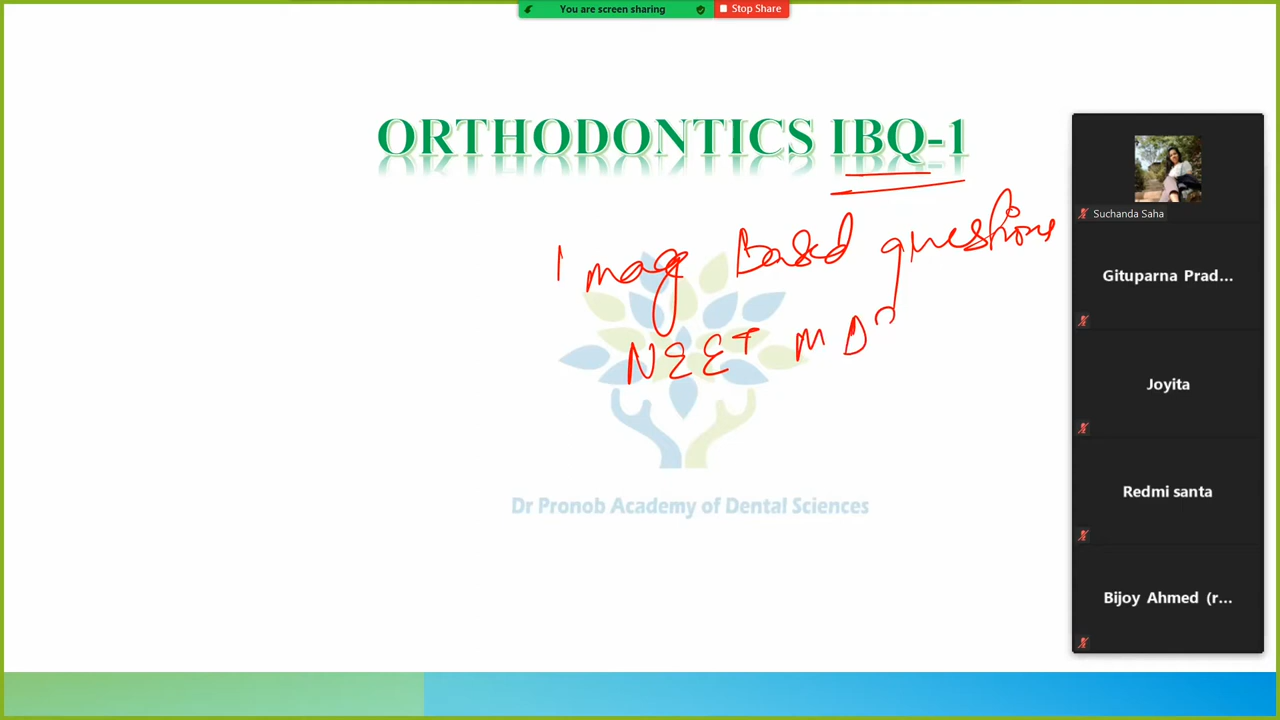 You are screen sharing Stop Share
ORTHODONTICS IBQ-1
Image Based questions
NEET MD
Dr Pronob Academy of Dental Sciences
Suchanda Saha
Gituparna Prad...
Joyita
Redmi santa
Bijoy Ahmed (r...